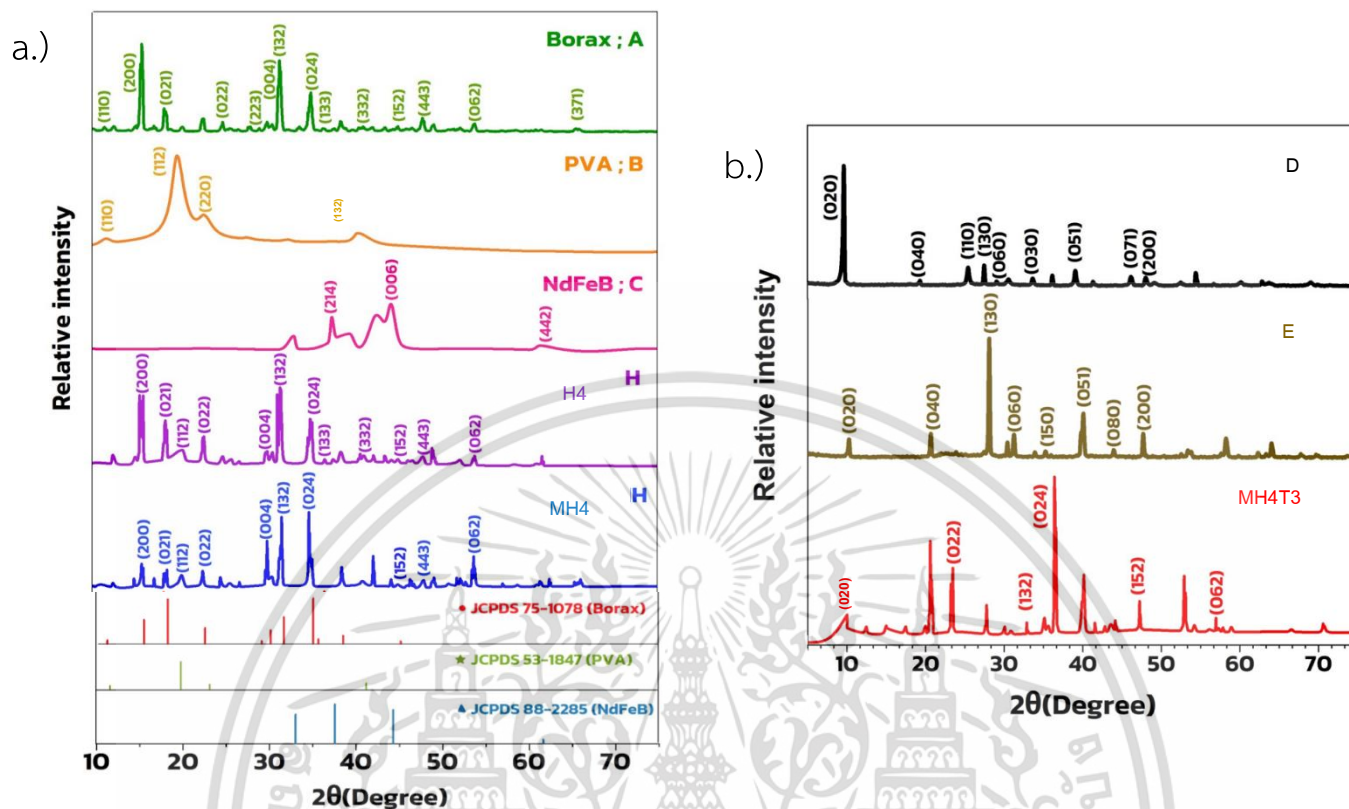 a.)
Relative intensity
Borax ; A
(110) (200) (021) (022) (223) (004) (132) (024) (133) (332) (152) (443) (062) (371)
PVA ; B
(110) (112) (220) (132)
NdFeB ; C
(214) (006) (442)
H4 H
(200) (021) (112) (022) (004) (132) (024) (133) (332) (152) (443) (062)
MH4 H
(200) (021) (112) (022) (004) (132) (024) (152) (443) (062)
● JCPDS 75-1078 (Borax)
★ JCPDS 53-1847 (PVA)
▲ JCPDS 88-2285 (NdFeB)
10 20 30 40 50 60 70
2θ(Degree)
b.)
Relative intensity
D
(020) (040) (110) (130) (060) (030) (051) (071) (200)
E
(020) (040) (130) (060) (150) (051) (080) (200)
MH4T3
(020) (022) (132) (024) (152) (062)
10 20 30 40 50 60 70
2θ(Degree)